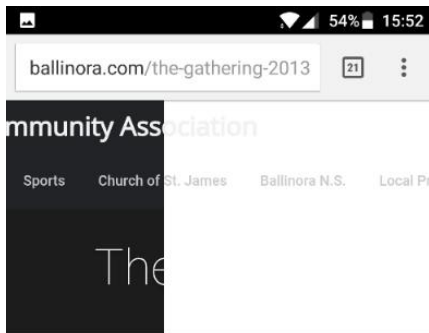 54% 15:52
ballinora.com/the-gathering-2013 21
mmunity Association
Sports Church of St. James Ballinora N.S. Local Pr
The